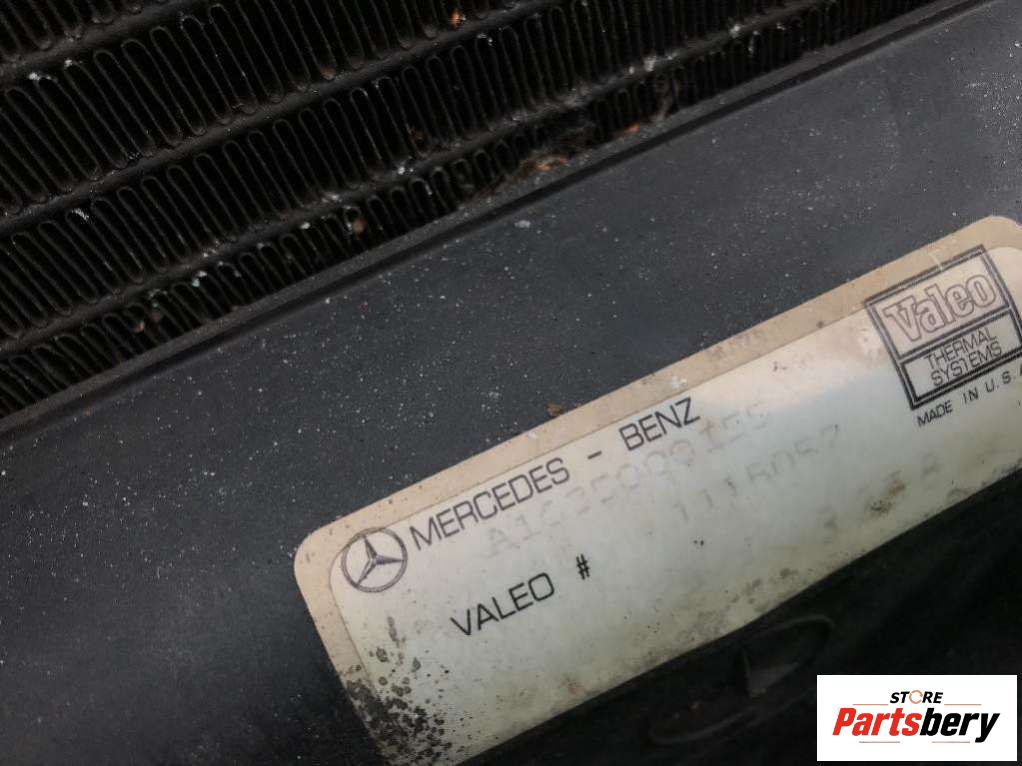 MERCEDES - BENZ
VALEO #
Valeo
THERMAL
SYSTEMS
MADE IN U.S.A
STORE
Partsbery